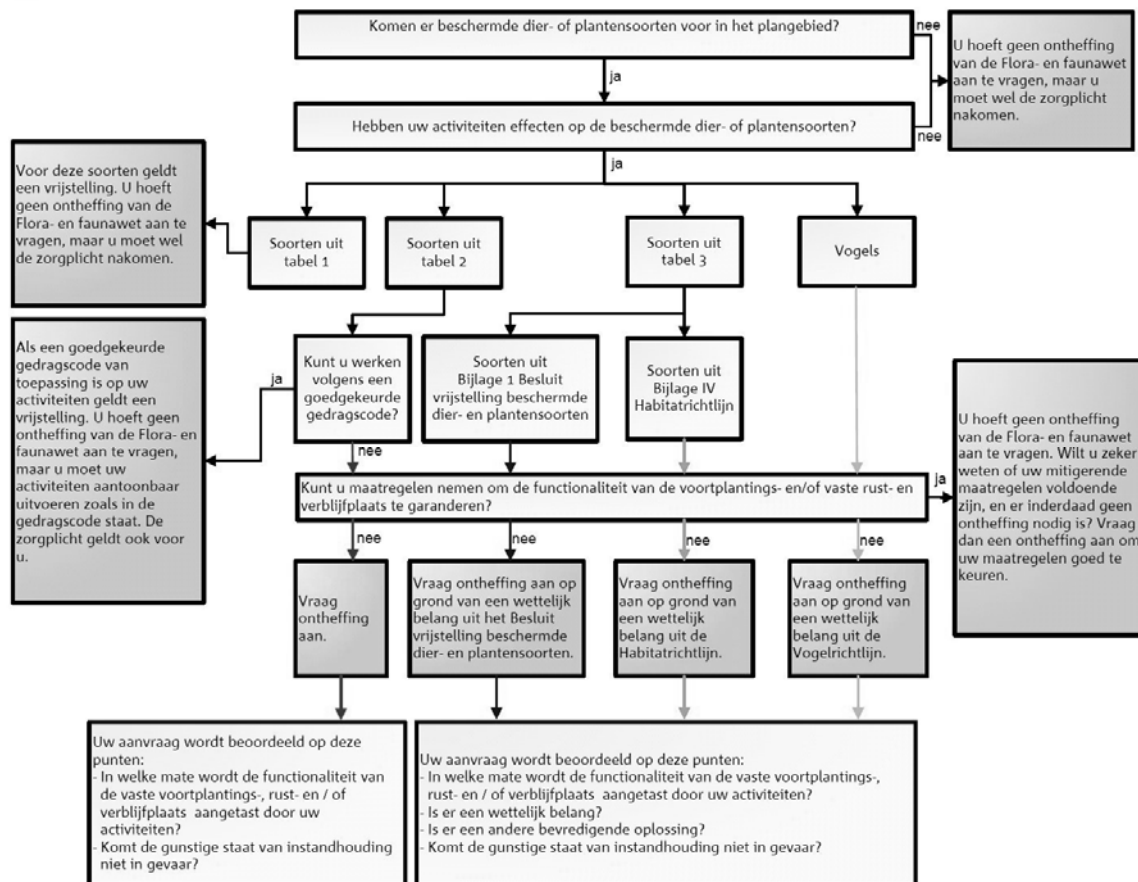 Komen er beschermde dier- of plantensoorten voor in het plangebied?
nee
U hoeft geen ontheffing
van de Flora- en faunawet
aan te vragen, maar u
moet wel de zorgplicht
nakomen.
ja
Hebben uw activiteiten effecten op de beschermde dier- of plantensoorten?
nee
ja
Voor deze soorten geldt
een vrijstelling. U hoeft
geen ontheffing van de
Flora- en faunawet aan te
vragen, maar u moet wel
de zorgplicht nakomen.
Soorten uit
tabel 1
Soorten uit
tabel 2
Soorten uit
tabel 3
Vogels
Als een goedgekeurde
gedragscode van
toepassing is op uw
activiteiten geldt een
vrijstelling. U hoeft geen
ontheffing van de Flora- en
faunawet aan te vragen,
maar u moet uw
activiteiten aantoonbaar
uitvoeren zoals in de
gedragscode staat. De
zorgplicht geldt ook voor
u.
ja
Kunt u werken
volgens een
goedgekeurde
gedragscode?
Soorten uit
Bijlage 1 Besluit
vrijstelling beschermde
dier- en plantensoorten
Soorten uit
Bijlage IV
Habitatrichtlijn
nee
Kunt u maatregelen nemen om de functionaliteit van de voortplantings- en/of vaste rust- en
verblijfplaats te garanderen?
ja
U hoeft geen ontheffing
van de Flora- en faunawet
aan te vragen. Wilt u zeker
weten of uw mitigerende
maatregelen voldoende
zijn, en er inderdaad geen
ontheffing nodig is? Vraag
dan een ontheffing aan om
uw maatregelen goed te
keuren.
nee
nee
nee
nee
Vraag
ontheffing
aan.
Vraag ontheffing aan op
grond van een wettelijk
belang uit het Besluit
vrijstelling beschermde
dier- en plantensoorten.
Vraag ontheffing
aan op grond van
een wettelijk
belang uit de
Habitatrichtlijn.
Vraag ontheffing
aan op grond van
een wettelijk
belang uit de
Vogelrichtlijn.
Uw aanvraag wordt beoordeeld op deze
punten:
- In welke mate wordt de functionaliteit van
de vaste voortplantings-, rust- en / of
verblijfplaats aangetast door uw
activiteiten?
- Komt de gunstige staat van instandhouding
niet in gevaar?
Uw aanvraag wordt beoordeeld op deze punten:
- In welke mate wordt de functionaliteit van de vaste voortplantings-,
rust- en / of verblijfplaats aangetast door uw activiteiten?
- Is er een wettelijk belang?
- Is er een andere bevredigende oplossing?
- Komt de gunstige staat van instandhouding niet in gevaar?